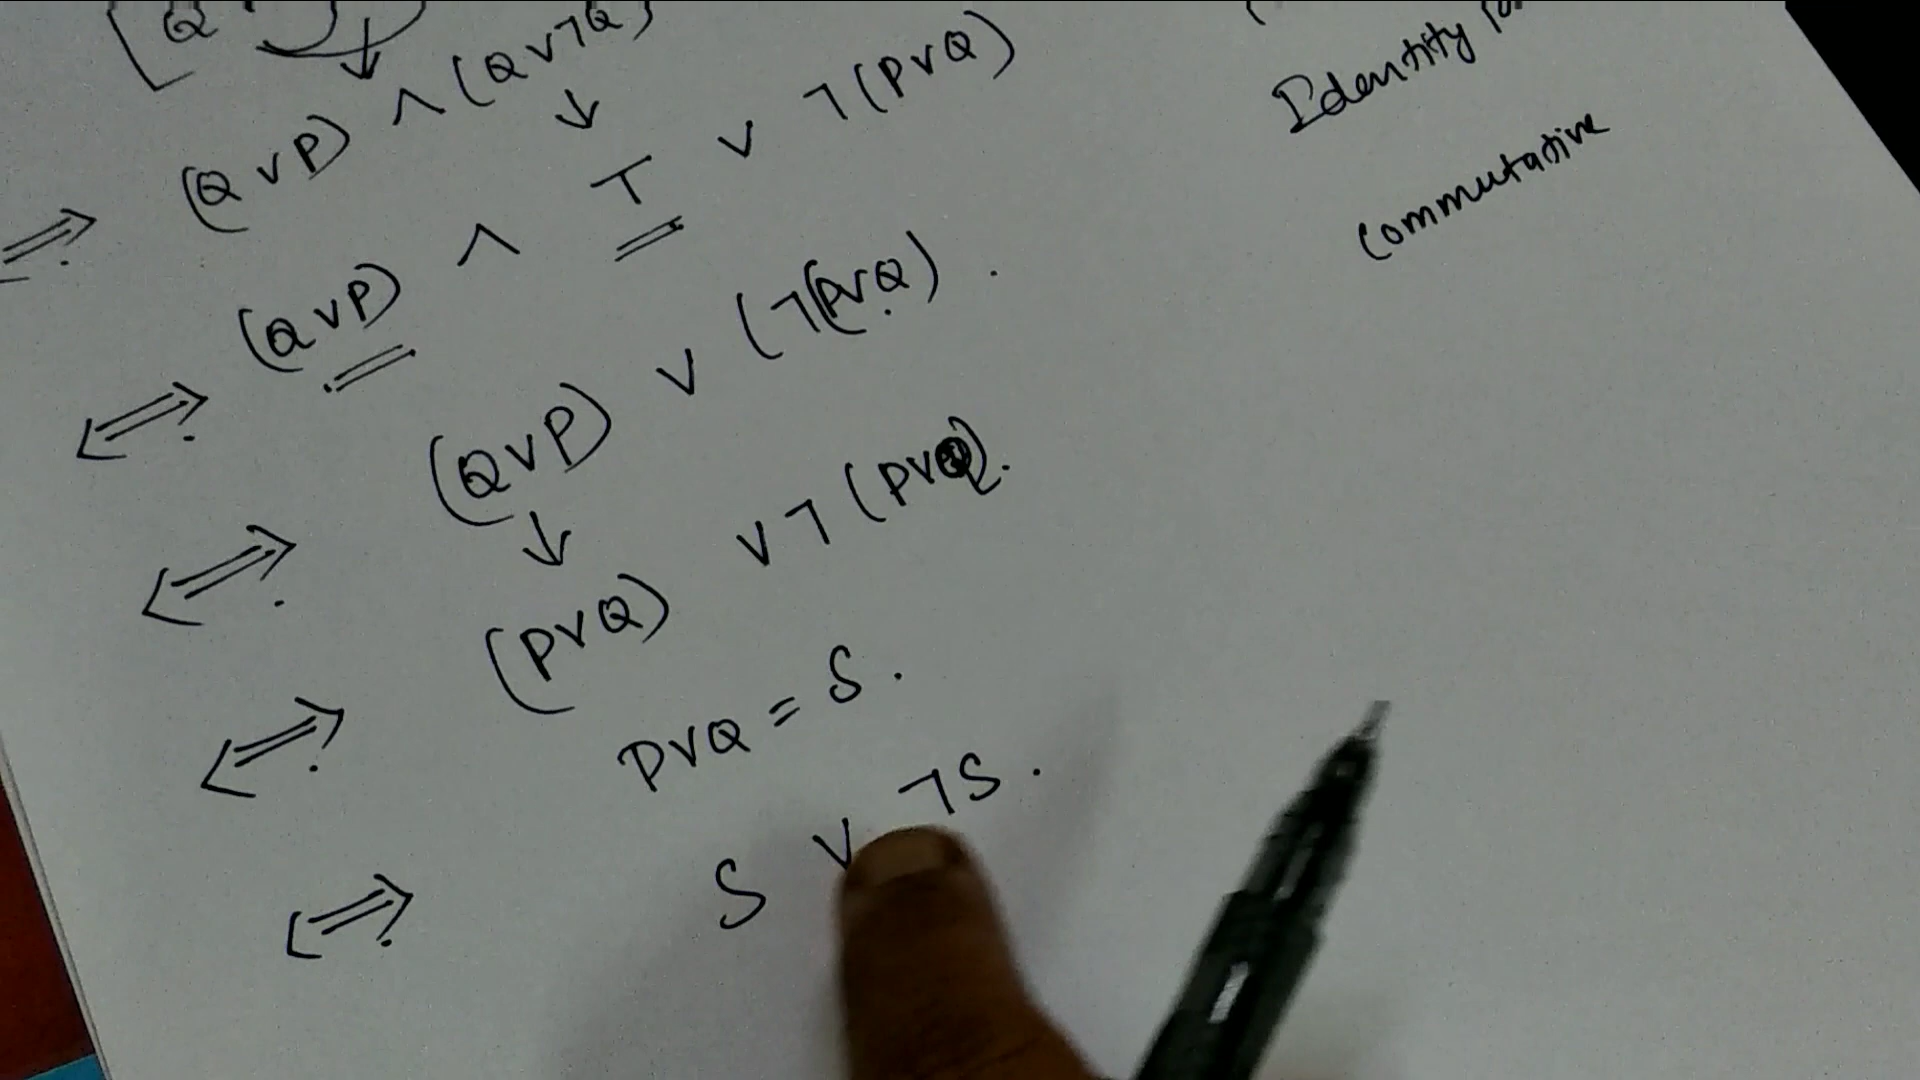 Q
(Q ∨ P) ∧ (Q ∨ ¬Q)
⇒ (Q ∨ P) ∧ T ∨ ¬(P ∨ Q)
Identity
⇔ (Q ∨ P) ∨ (¬(P ∨ Q).
Commutative
⇔ (P ∨ Q) ∨ ¬(P ∨ Q).
⇔ P ∨ Q = S.
⇔ S ∨ ¬S.